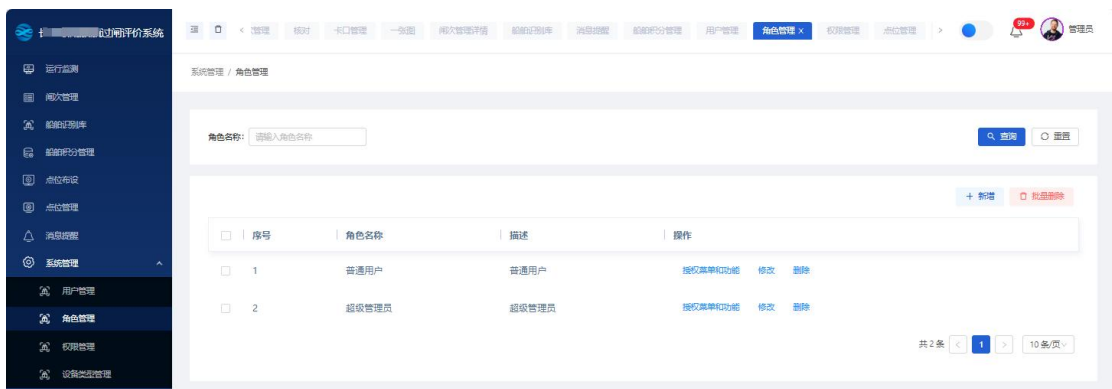 过闸评价系统
管理
核对
卡口管理
一张图
闸次管理详情
船舶识别库
消息提醒
船舶积分管理
用户管理
角色管理 ×
权限管理
点位管理
99+
管理员
运行监测
闸次管理
船舶识别库
船舶积分管理
点位布设
点位管理
消息提醒
系统管理
用户管理
角色管理
权限管理
设备类型管理
系统管理 / 角色管理
角色名称: 请输入角色名称
查询
重置
+ 新增
批量删除
序号 角色名称 描述 操作
1 普通用户 普通用户 授权菜单和功能 修改 删除
2 超级管理员 超级管理员 授权菜单和功能 修改 删除
共 2 条 < 1 > 10 条/页